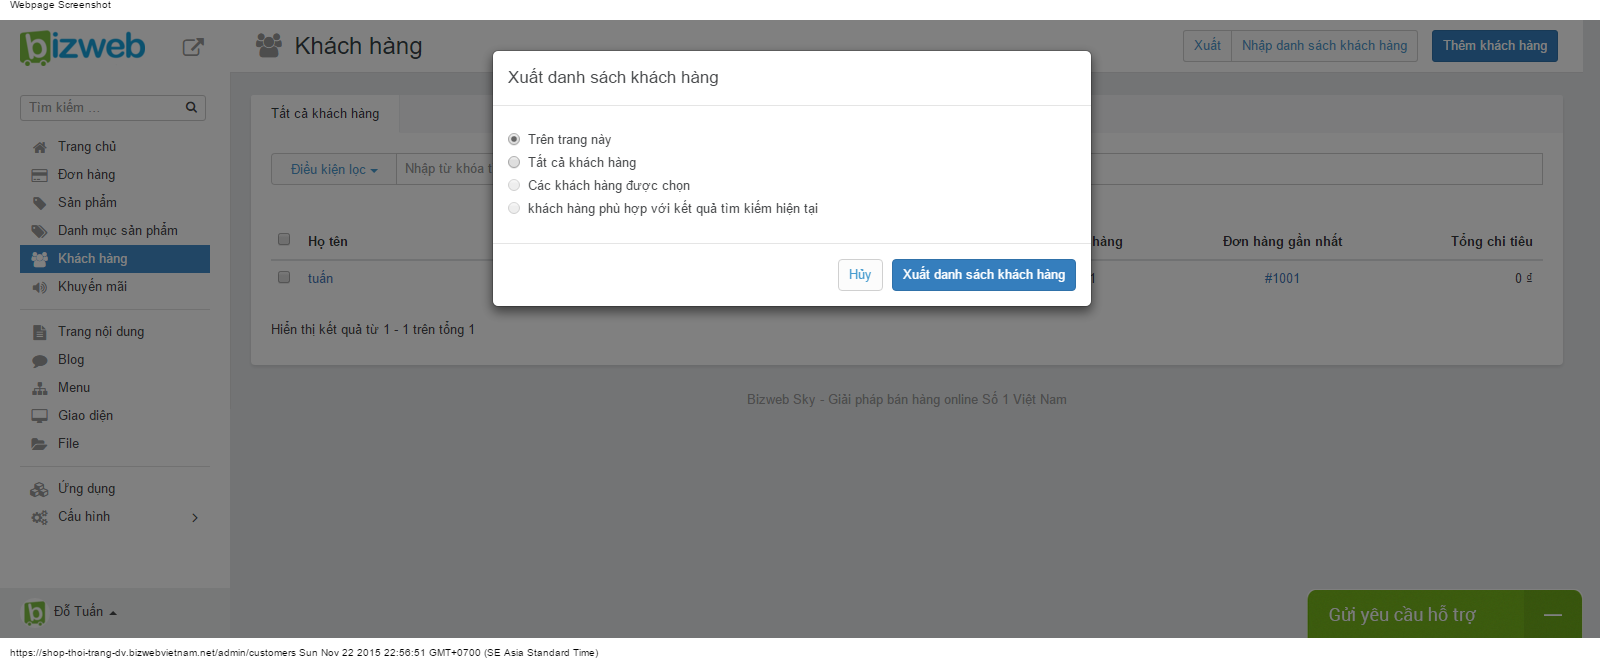 Webpage Screenshot
bizweb
Khách hàng
Xuất
Nhập danh sách khách hàng
Thêm khách hàng
Tìm kiếm ...
Trang chủ
Đơn hàng
Sản phẩm
Danh mục sản phẩm
Khách hàng
Khuyến mãi
Trang nội dung
Blog
Menu
Giao diện
File
Ứng dụng
Cấu hình
Đỗ Tuấn
Tất cả khách hàng
Điều kiện lọc
Nhập từ khóa t
Họ tên
hàng
Đơn hàng gần nhất
Tổng chi tiêu
tuấn
1
#1001
0 ₫
Hiển thị kết quả từ 1 - 1 trên tổng 1
Bizweb Sky - Giải pháp bán hàng online Số 1 Việt Nam
Xuất danh sách khách hàng
Trên trang này
Tất cả khách hàng
Các khách hàng được chọn
khách hàng phù hợp với kết quả tìm kiếm hiện tại
Hủy
Xuất danh sách khách hàng
Gửi yêu cầu hỗ trợ
https://shop-thoi-trang-dv.bizwebvietnam.net/admin/customers Sun Nov 22 2015 22:56:51 GMT+0700 (SE Asia Standard Time)